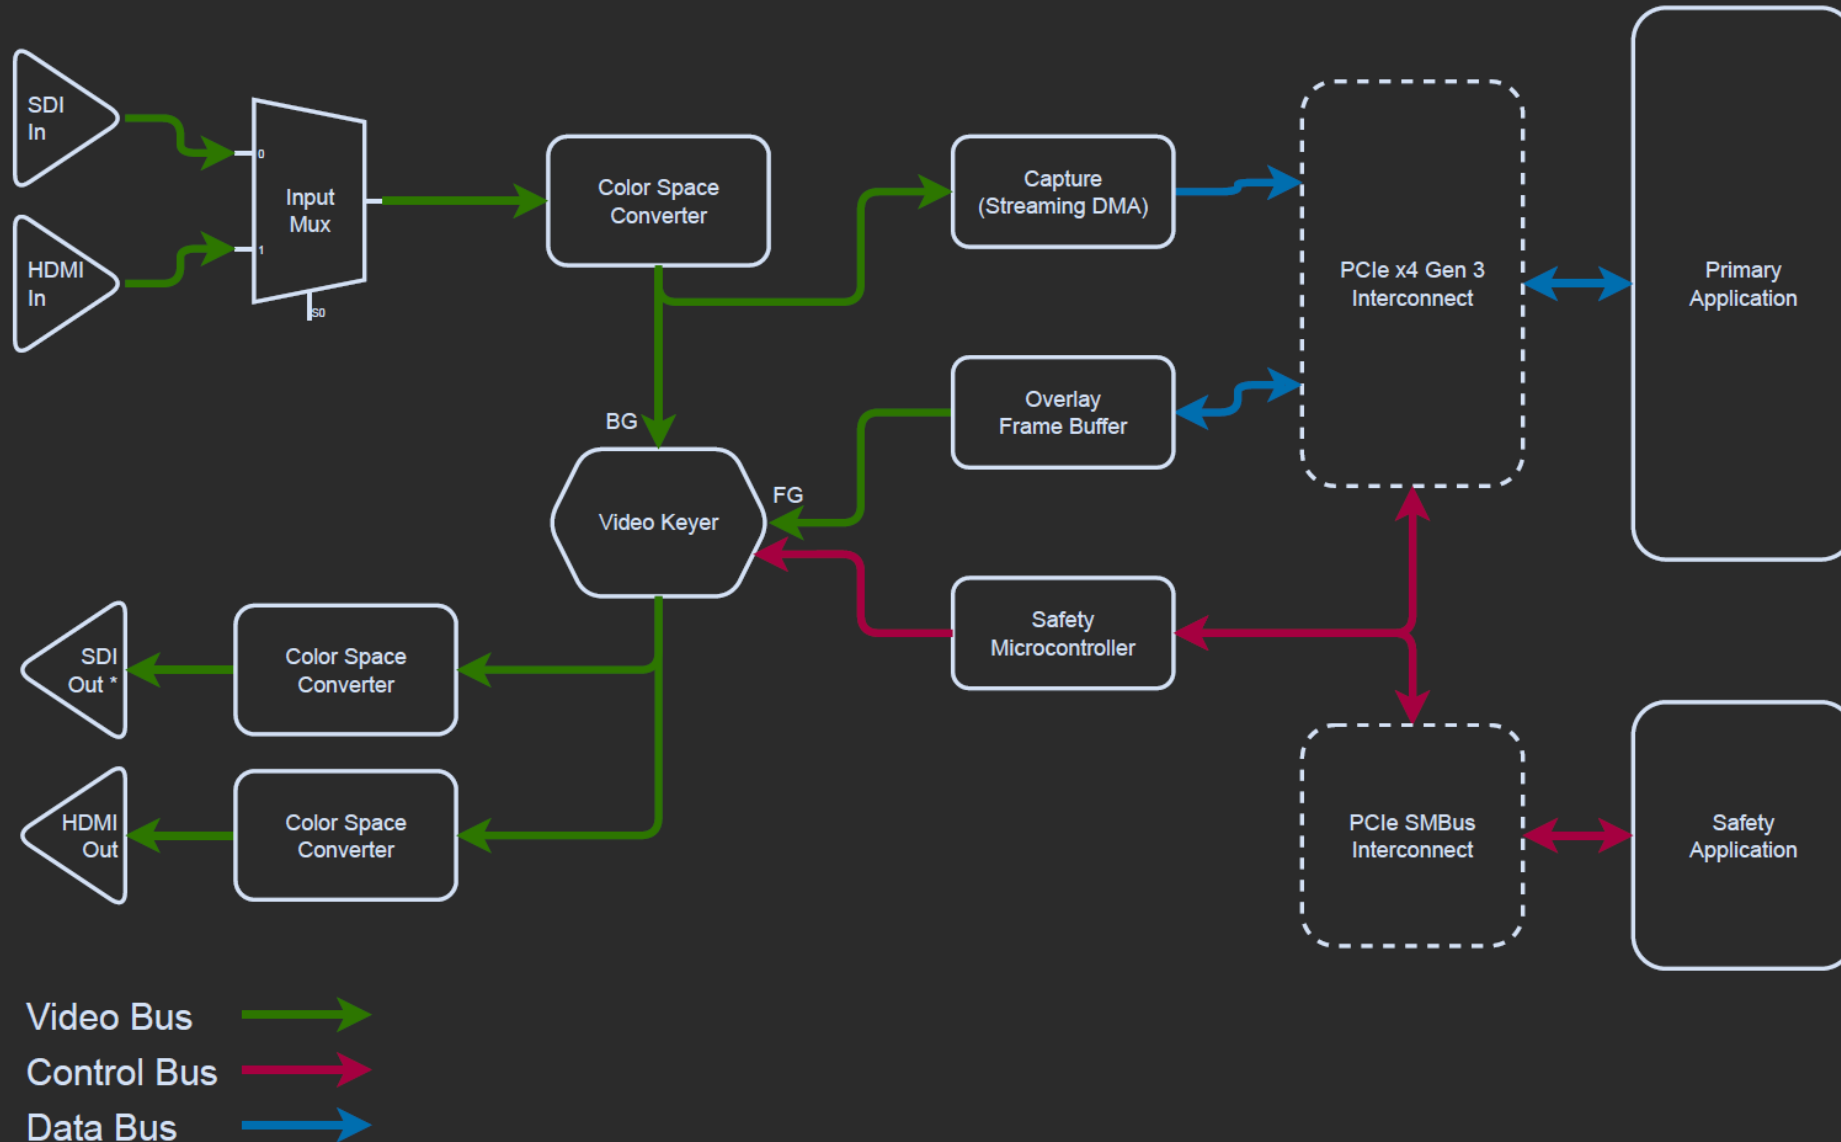 SDI
In
0
Input
Mux
HDMI
In
1
S0
Color Space
Converter
Capture
(Streaming DMA)
PCIe x4 Gen 3
Interconnect
Primary
Application
BG
Overlay
Frame Buffer
FG
Video Keyer
Safety
Microcontroller
SDI
Out *
Color Space
Converter
HDMI
Out
Color Space
Converter
PCIe SMBus
Interconnect
Safety
Application
Video Bus
Control Bus
Data Bus